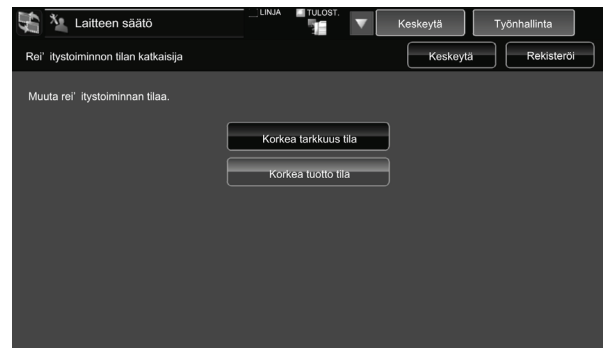 Laitteen säätö
LINJA
TULOST.
Keskeytä
Työnhallinta
Rei' itystoiminnon tilan katkaisija
Keskeytä
Rekisteröi
Muuta rei' itystoiminnan tilaa.
Korkea tarkkuus tila
Korkea tuotto tila